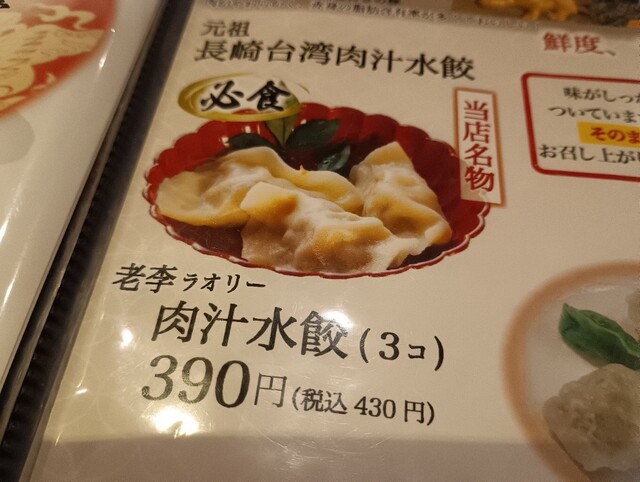 元祖
長崎台湾肉汁水餃
必食
当店名物
老李 ラオリー
肉汁水餃(3コ)
390円(税込 430円)
鮮度、
味がしっか
ついていま
そのま
お召し上が